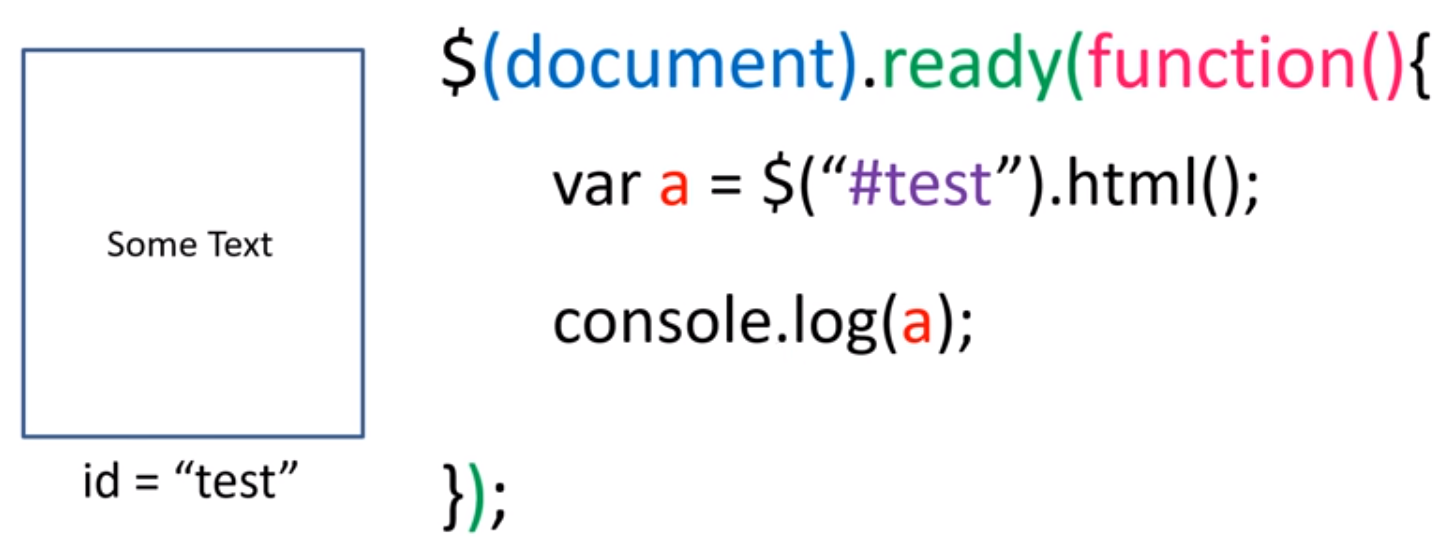 Some Text
id = “test”
$(document).ready(function(){
var a = $(“#test”).html();
console.log(a);
});